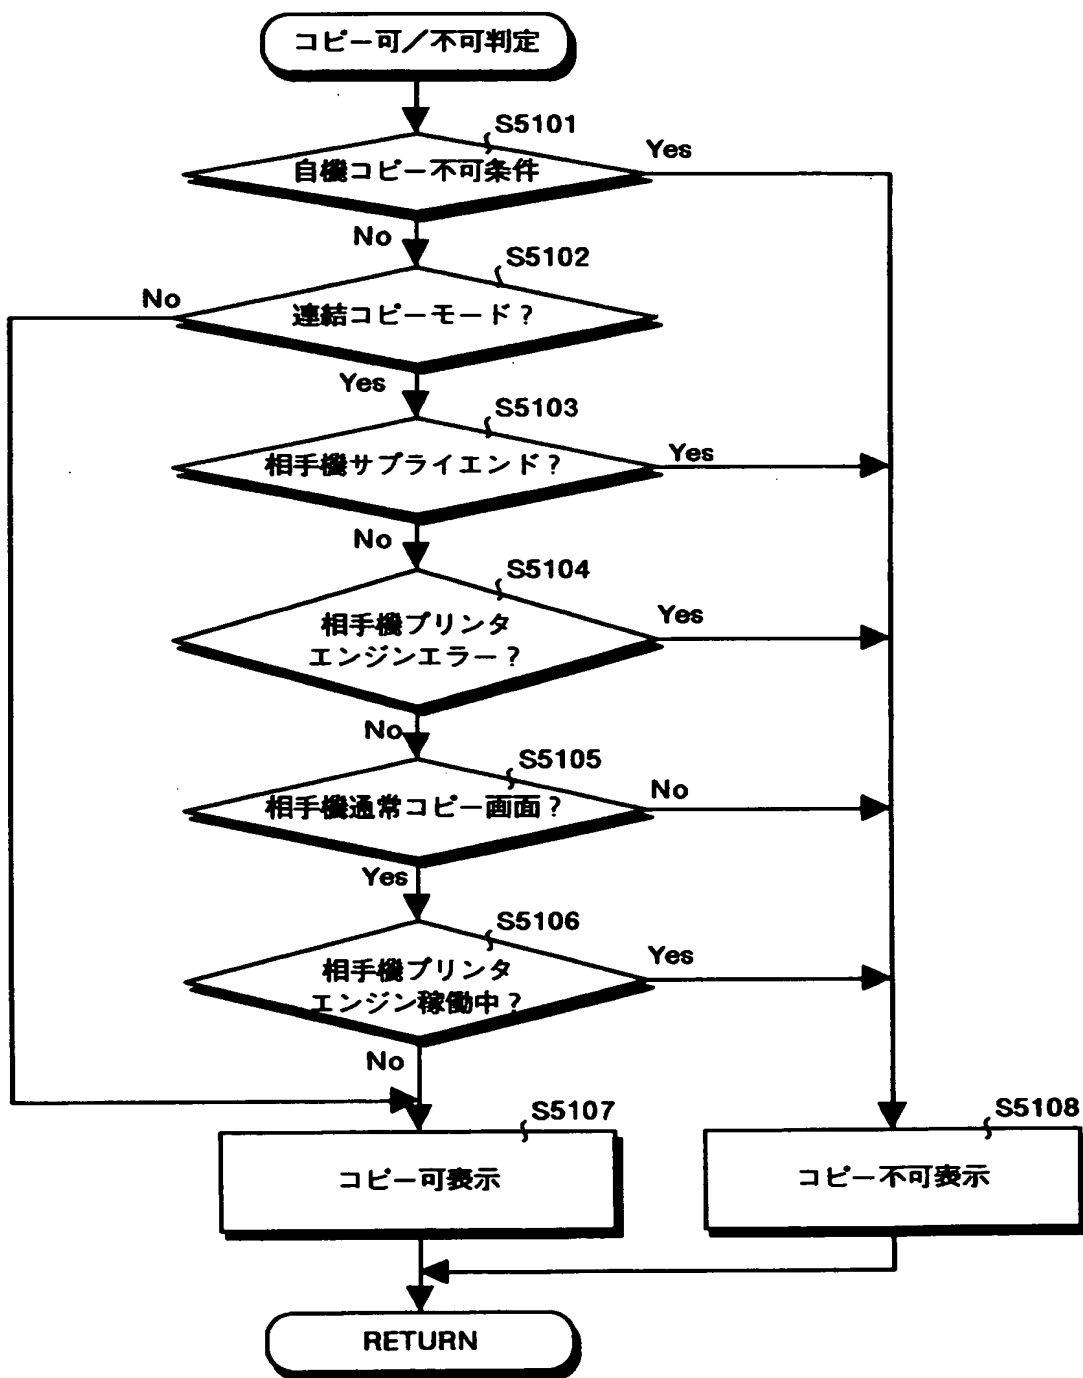 コピー可／不可判定
S5101
自機コピー不可条件
Yes
No
S5102
連結コピーモード？
No
Yes
S5103
相手機サプライエンド？
Yes
No
S5104
相手機プリンタ
エンジンエラー？
Yes
No
S5105
相手機通常コピー画面？
No
Yes
S5106
相手機プリンタ
エンジン稼働中？
Yes
No
S5107
コピー可表示
S5108
コピー不可表示
RETURN